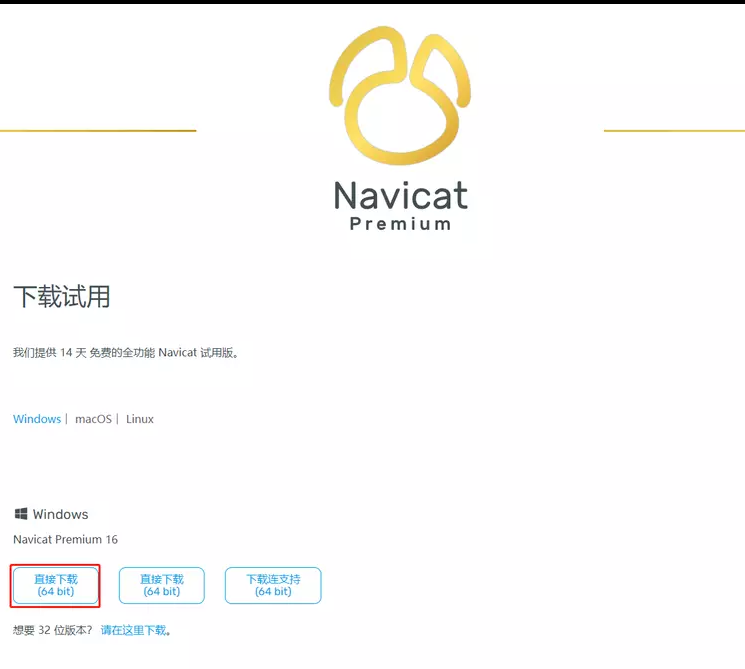 Navicat
Premium
下载试用
我们提供 14 天 免费的全功能 Navicat 试用版。
Windows | macOS | Linux
Windows
Navicat Premium 16
直接下载
(64 bit)
直接下载
(64 bit)
下载连支持
(64 bit)
想要 32 位版本? 请在这里下载。